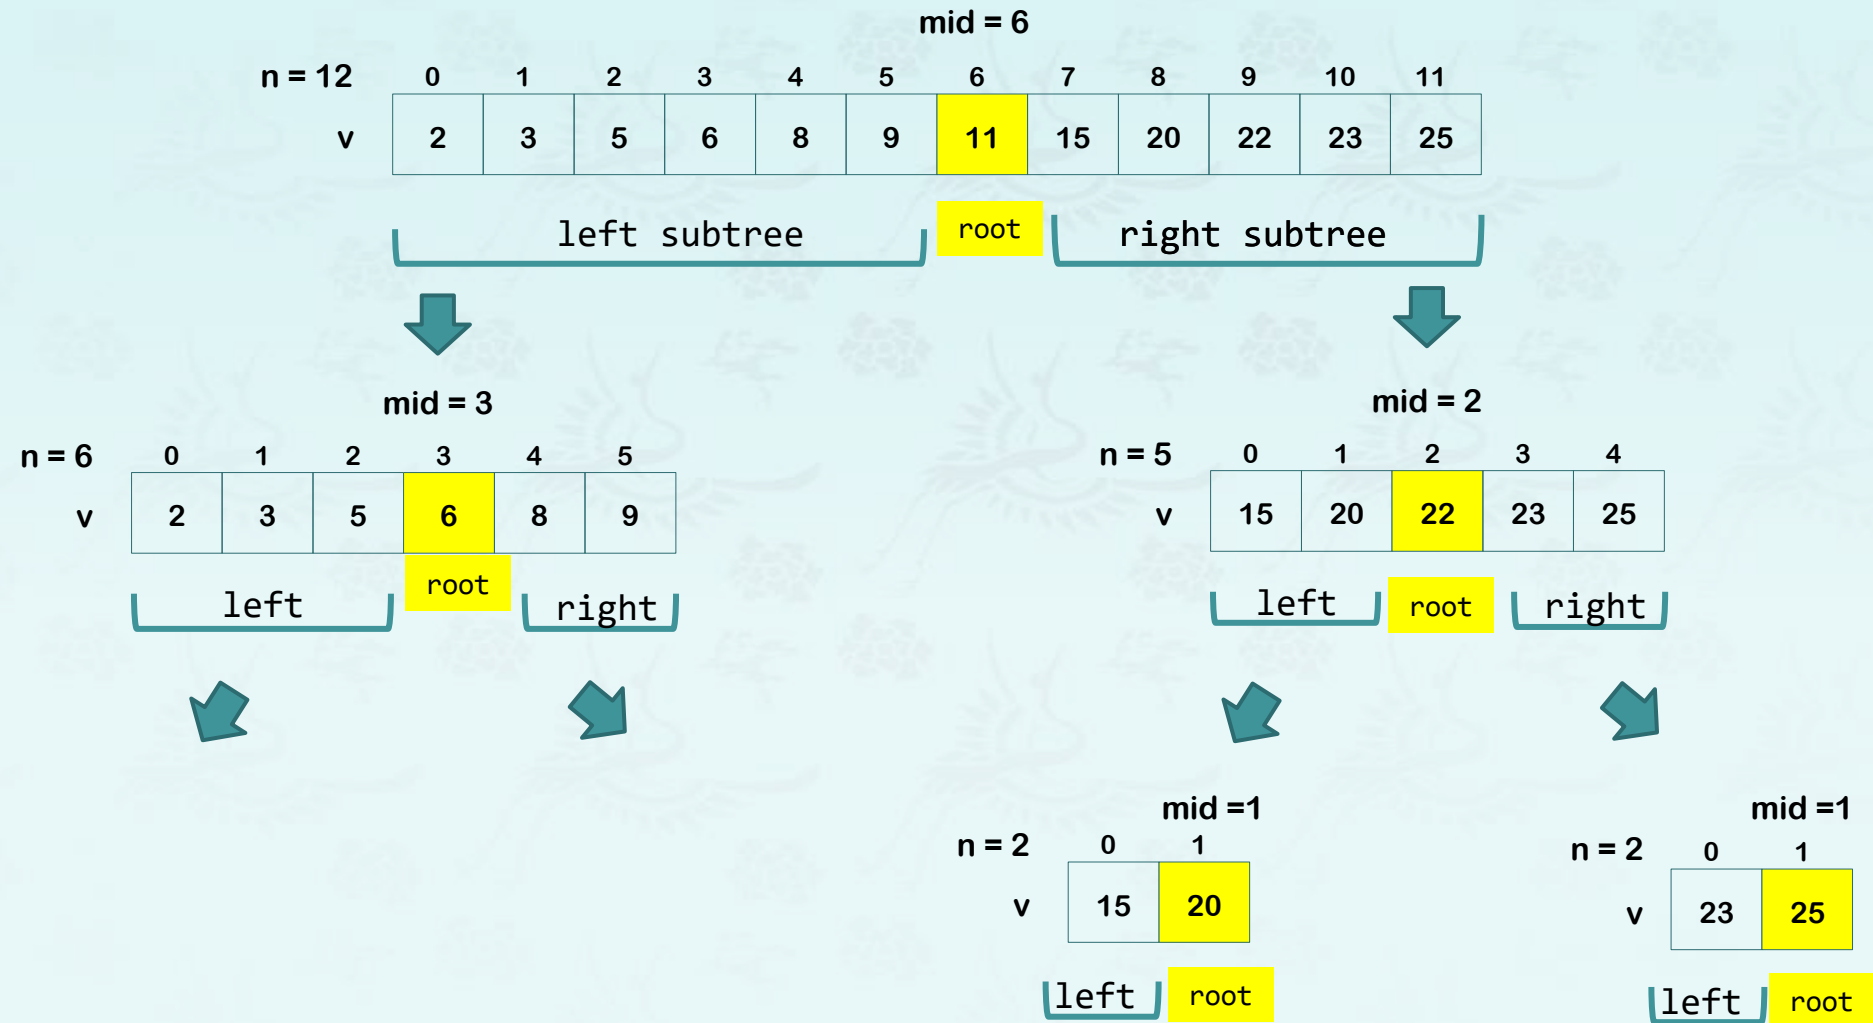 mid = 6
n = 12 0 1 2 3 4 5 6 7 8 9 10 11
v 2 3 5 6 8 9 11 15 20 22 23 25
left subtree root right subtree
mid = 3
n = 6 0 1 2 3 4 5
v 2 3 5 6 8 9
left root right
mid = 2
n = 5 0 1 2 3 4
v 15 20 22 23 25
left root right
mid =1
n = 2 0 1
v 15 20
left root
mid =1
n = 2 0 1
v 23 25
left root